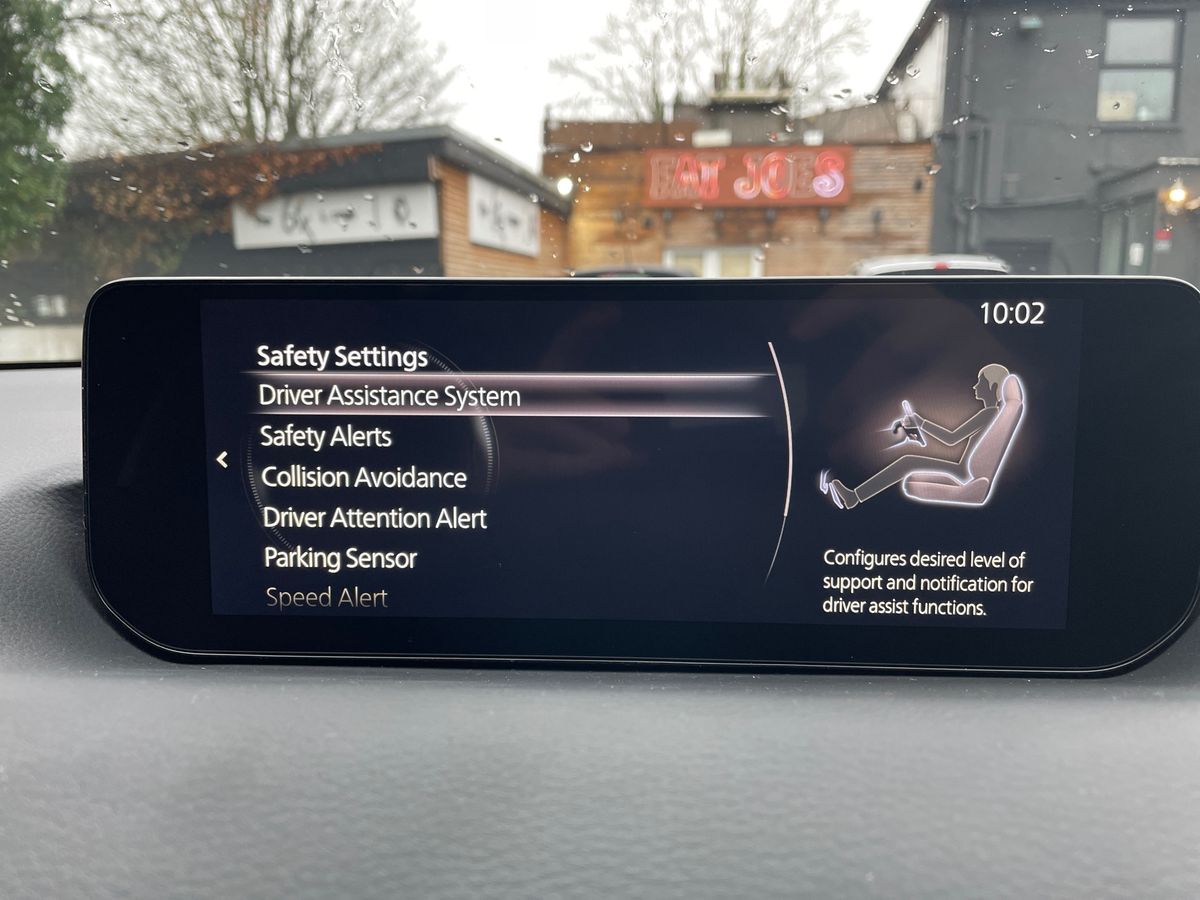 EAT JOES
10:02
Safety Settings
Driver Assistance System
Safety Alerts
Collision Avoidance
Driver Attention Alert
Parking Sensor
Speed Alert
Configures desired level of
support and notification for
driver assist functions.